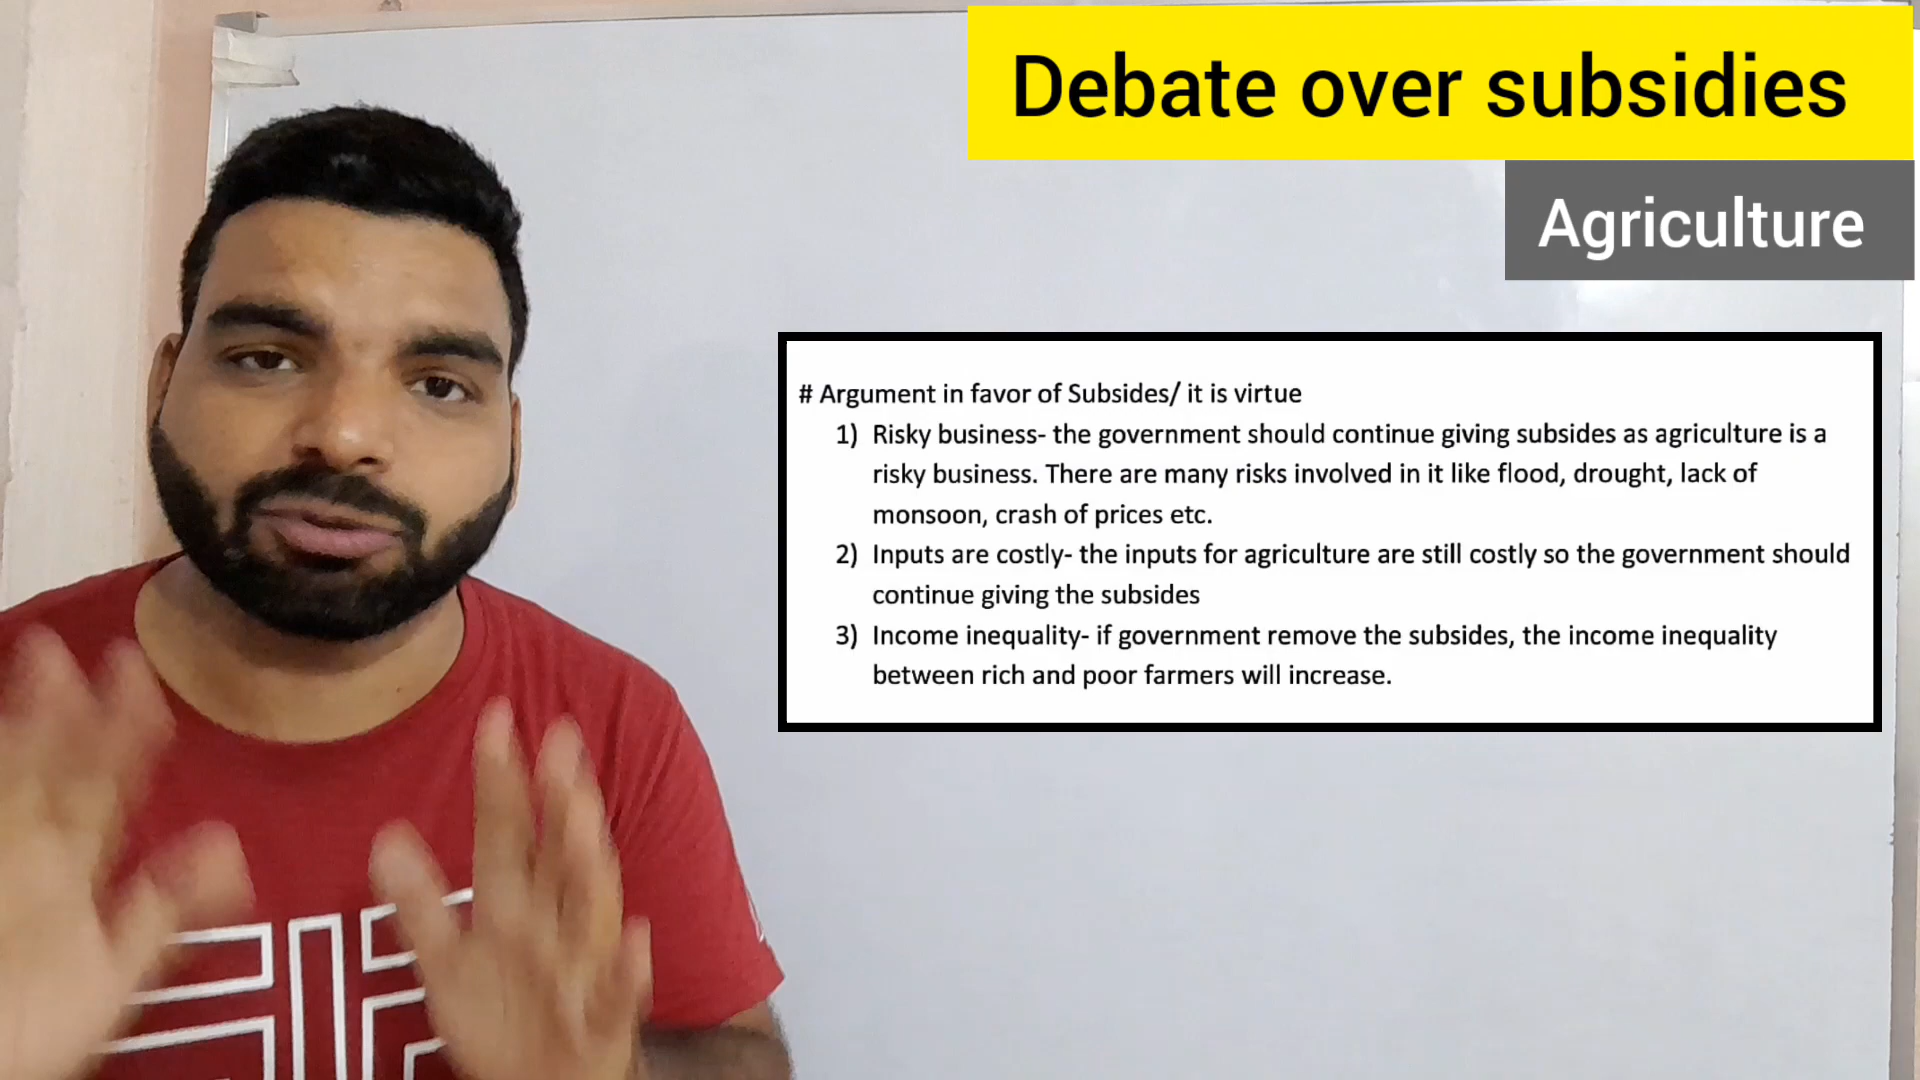 Debate over subsidies
Agriculture
# Argument in favor of Subsides/ it is virtue
1) Risky business- the government should continue giving subsides as agriculture is a
risky business. There are many risks involved in it like flood, drought, lack of
monsoon, crash of prices etc.
2) Inputs are costly- the inputs for agriculture are still costly so the government should
continue giving the subsides
3) Income inequality- if government remove the subsides, the income inequality
between rich and poor farmers will increase.